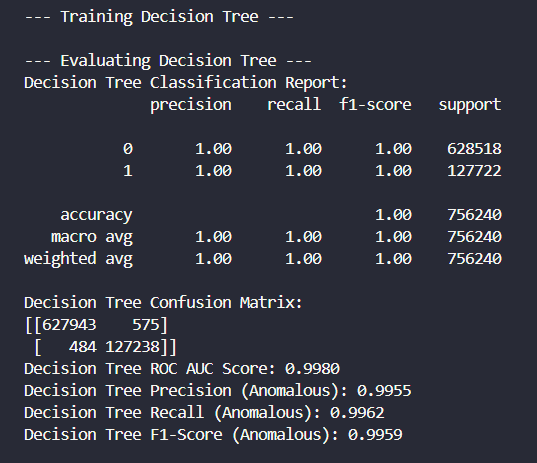 --- Training Decision Tree ---
--- Evaluating Decision Tree ---
Decision Tree Classification Report:
precision recall f1-score support
0 1.00 1.00 1.00 628518
1 1.00 1.00 1.00 127722
accuracy 1.00 756240
macro avg 1.00 1.00 1.00 756240
weighted avg 1.00 1.00 1.00 756240
Decision Tree Confusion Matrix:
[[627943 575]
[ 484 127238]]
Decision Tree ROC AUC Score: 0.9980
Decision Tree Precision (Anomalous): 0.9955
Decision Tree Recall (Anomalous): 0.9962
Decision Tree F1-Score (Anomalous): 0.9959